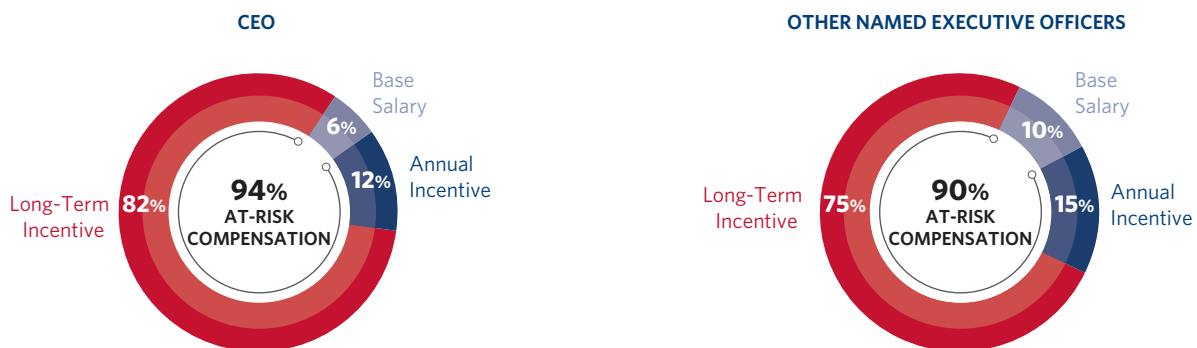 CEO
Base
Salary
6%
Annual
Incentive
12%
Long-Term
Incentive
82%
94%
AT-RISK
COMPENSATION
OTHER NAMED EXECUTIVE OFFICERS
Base
Salary
10%
Annual
Incentive
15%
Long-Term
Incentive
75%
90%
AT-RISK
COMPENSATION